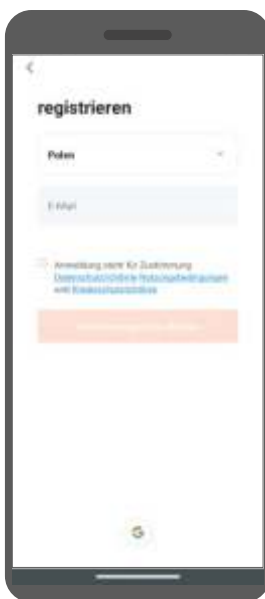 registrieren
Polen
E-Mail
Anmeldung steht für Zustimmung
Datenschutzrichtlinie Nutzungsbedingungen
und Kinderschutzrichtlinie
G